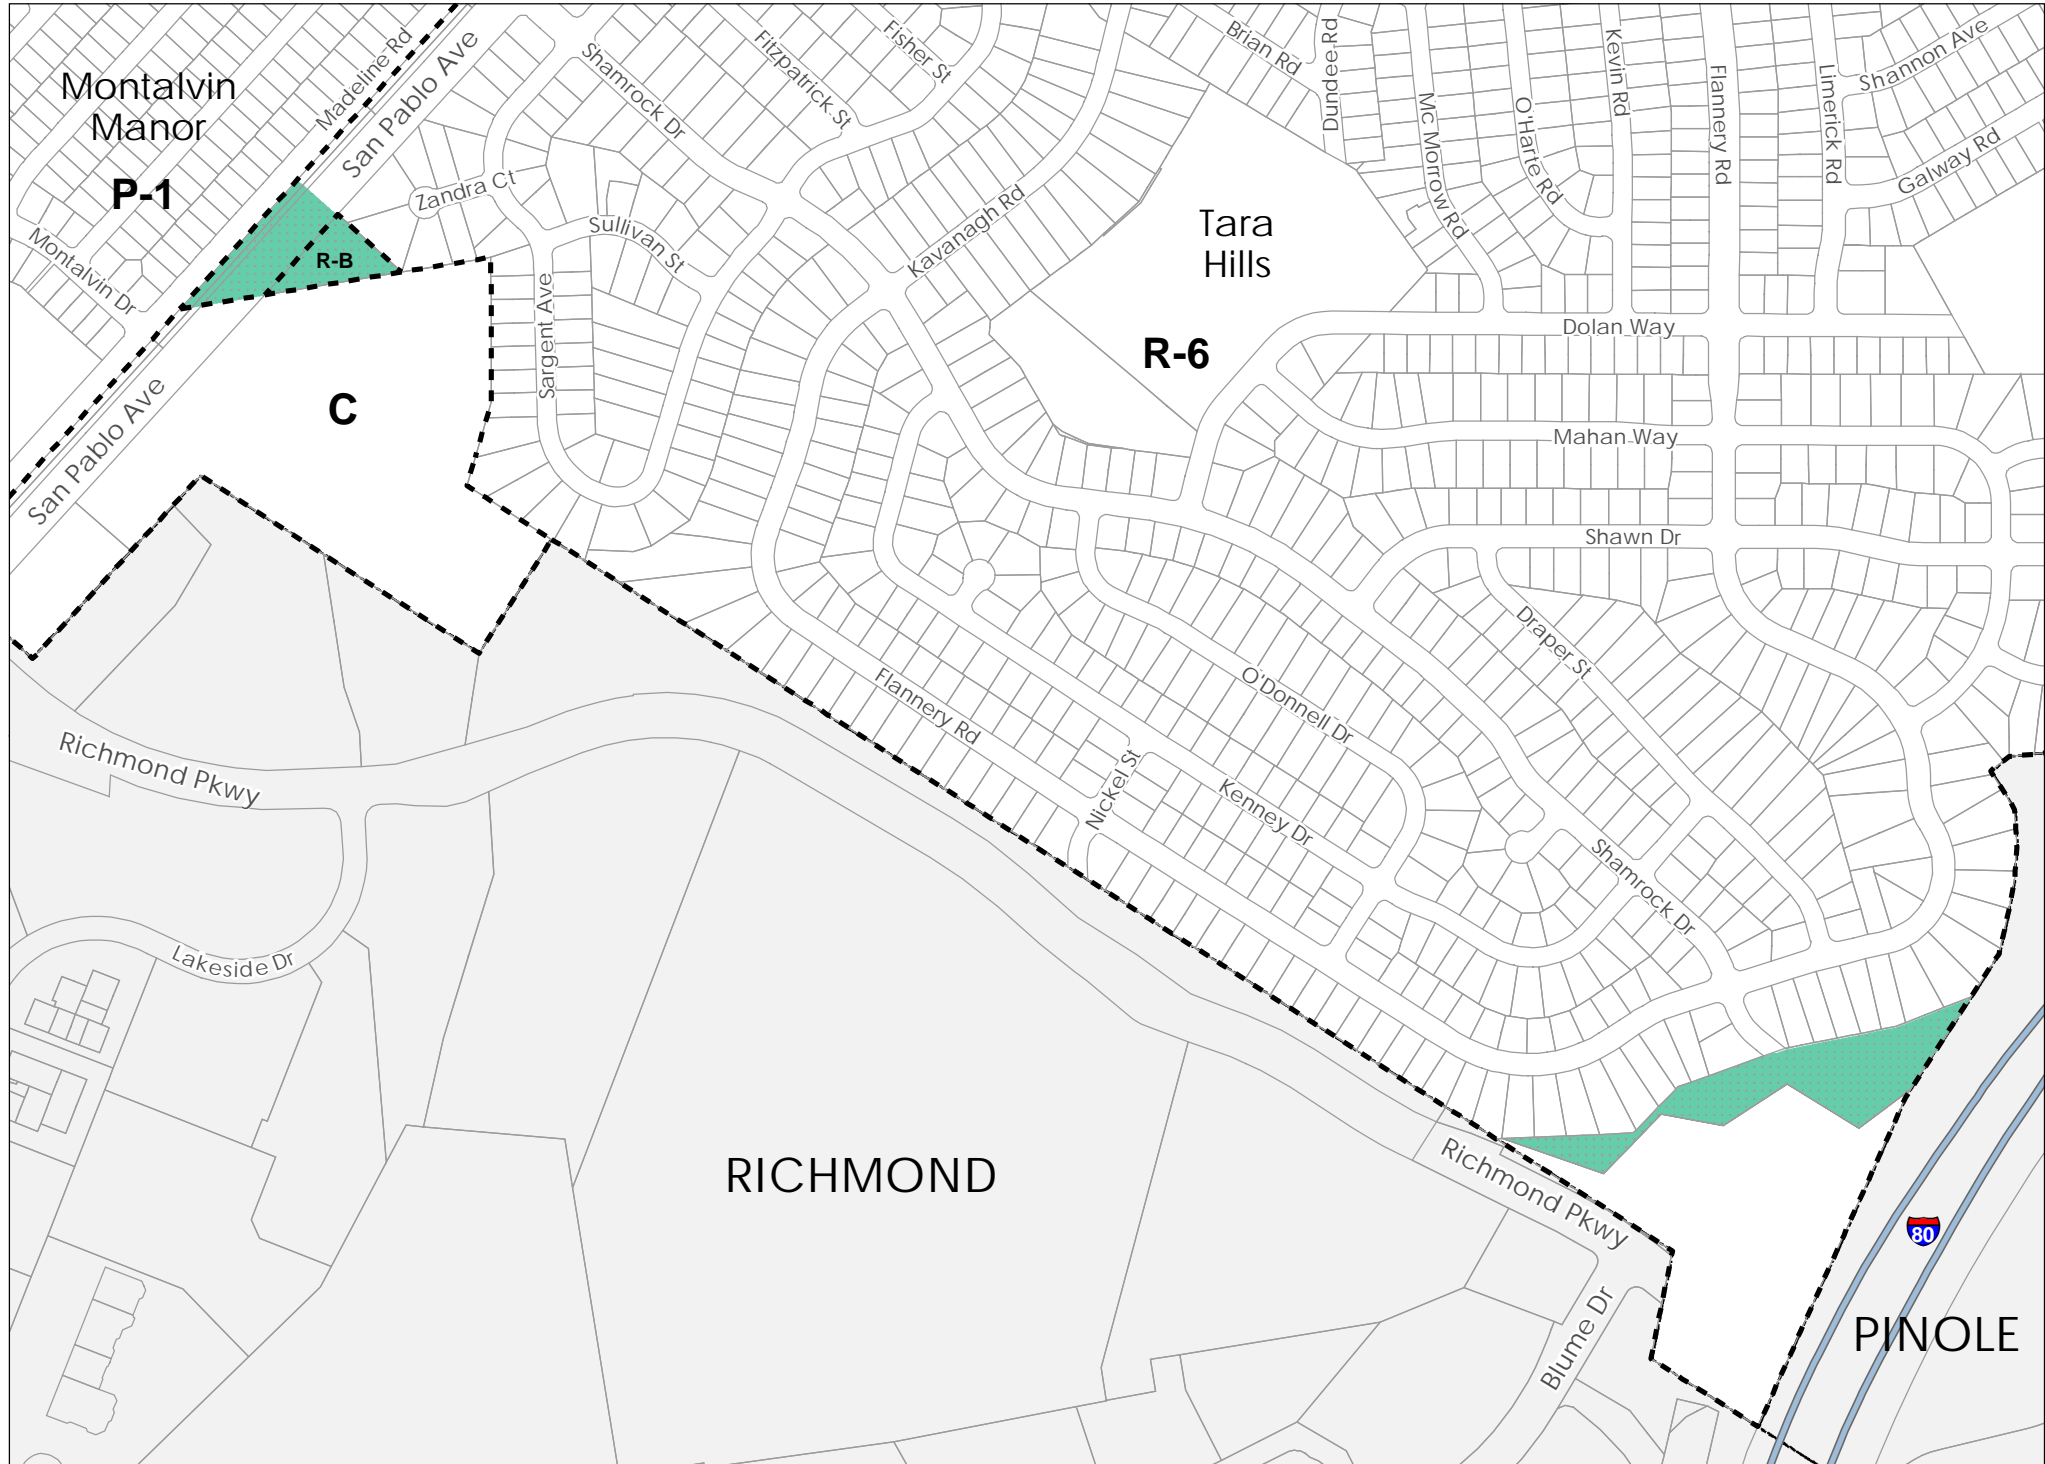 Montalvin
Manor
P-1
Madeline Rd
San Pablo Ave
Shamrock Dr
Fitzpatrick St
Fisher St
Brian Rd
Dunpee Rd
Mc Morrow Rd
O'Harte Rd
Kevin Rd
Flannery Rd
Limerick Rd
Shannon Ave
Galway Rd
Zandra Ct
Sullivan St
Kavanagh Rd
Tara
Hills
R-6
Montalvin Dr
R-B
Sargent Ave
C
San Pablo Ave
Dolan Way
Mahan Way
Shawn Dr
Draper St
O'Donnell Dr
Flannery Rd
Nickel St
Kenney Dr
Shamrock Dr
Richmond Pkwy
Lakeside Dr
RICHMOND
Richmond Pkwy
Blume Dr
80
PINOLE